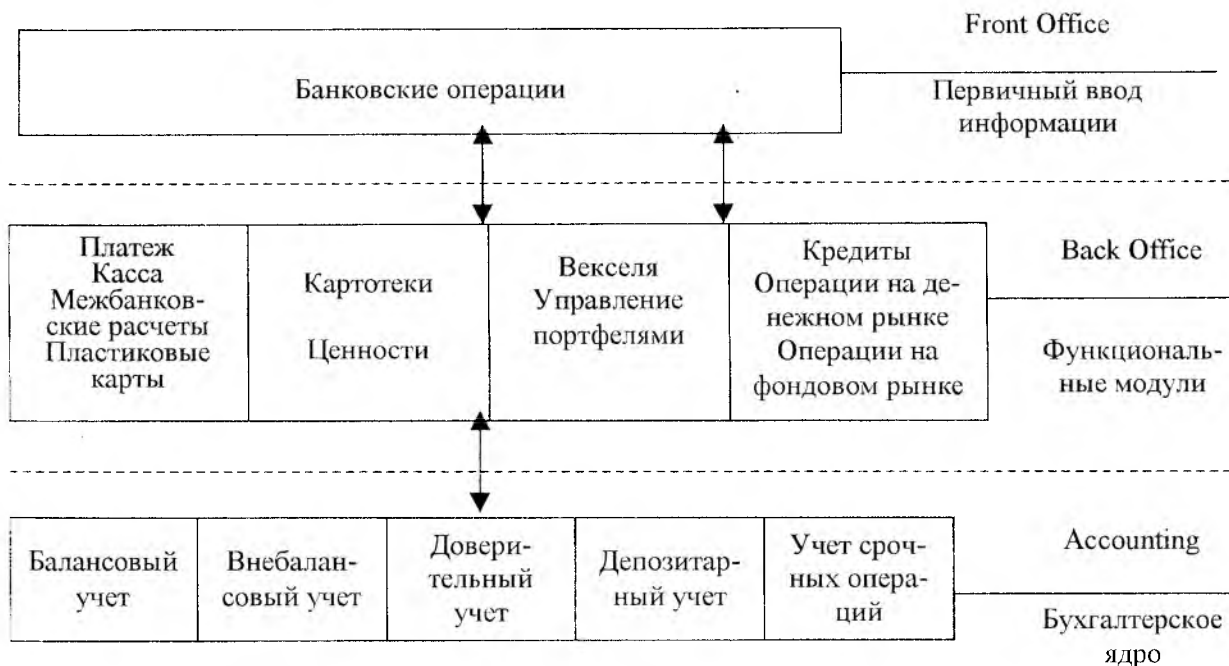 Front Office
Банковские операции
Первичный ввод
информации
Платеж
Касса
Межбанков-
ские расчеты
Пластиковые
карты
Картотеки
Ценности
Векселя
Управление
портфелями
Кредиты
Операции на де-
нежном рынке
Операции на
фондовом рынке
Back Office
Функциональ-
ные модули
Балансовый
учет
Внебалан-
совый учет
Довери-
тельный
учет
Депозитар-
ный учет
Учет сроч-
ных опера-
ций
Accounting
Бухгалтерское
ядро